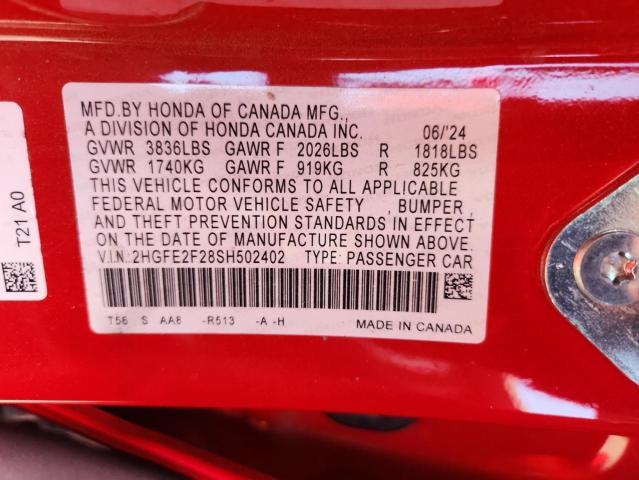 MFD.BY HONDA OF CANADA MFG.,
A DIVISION OF HONDA CANADA INC. 06/'24
GVWR 3836LBS GAWR F 2026LBS R 1818LBS
GVWR 1740KG GAWR F 919KG R 825KG
THIS VEHICLE CONFORMS TO ALL APPLICABLE
FEDERAL MOTOR VEHICLE SAFETY , BUMPER ,
AND THEFT PREVENTION STANDARDS IN EFFECT
ON THE DATE OF MANUFACTURE SHOWN ABOVE.
V.I.N.:2HGFE2F28SH502402 TYPE: PASSENGER CAR
T56 S AA8 -R513 -A -H MADE IN CANADA
T21 A0